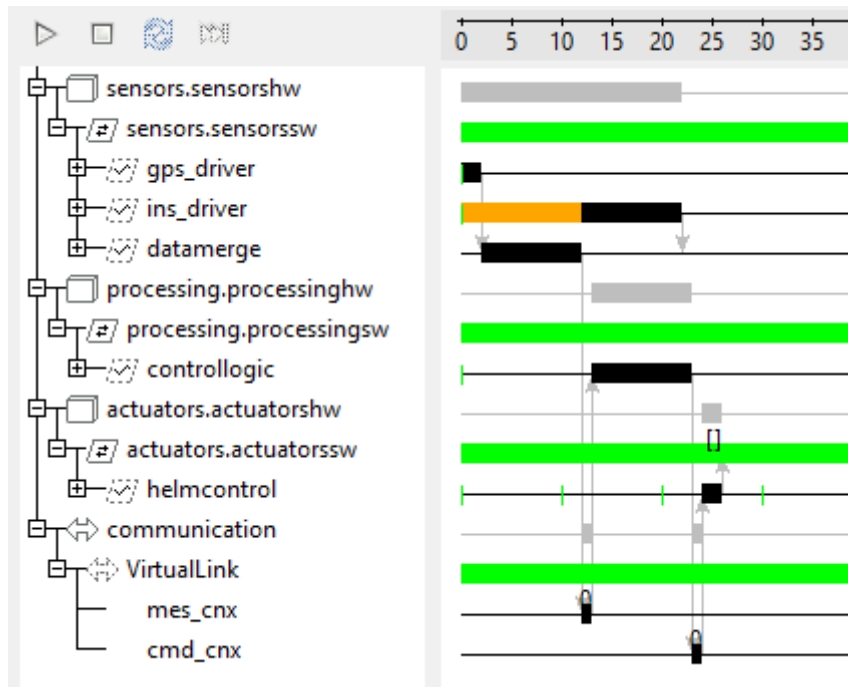 0 5 10 15 20 25 30 35
sensors.sensorshw
sensors.sensorssw
gps_driver
ins_driver
datamerge
processing.processinghw
processing.processingsw
controllogic
actuators.actuatorshw
[]
actuators.actuatorssw
helmcontrol
communication
VirtualLink
0
mes_cnx
0
cmd_cnx